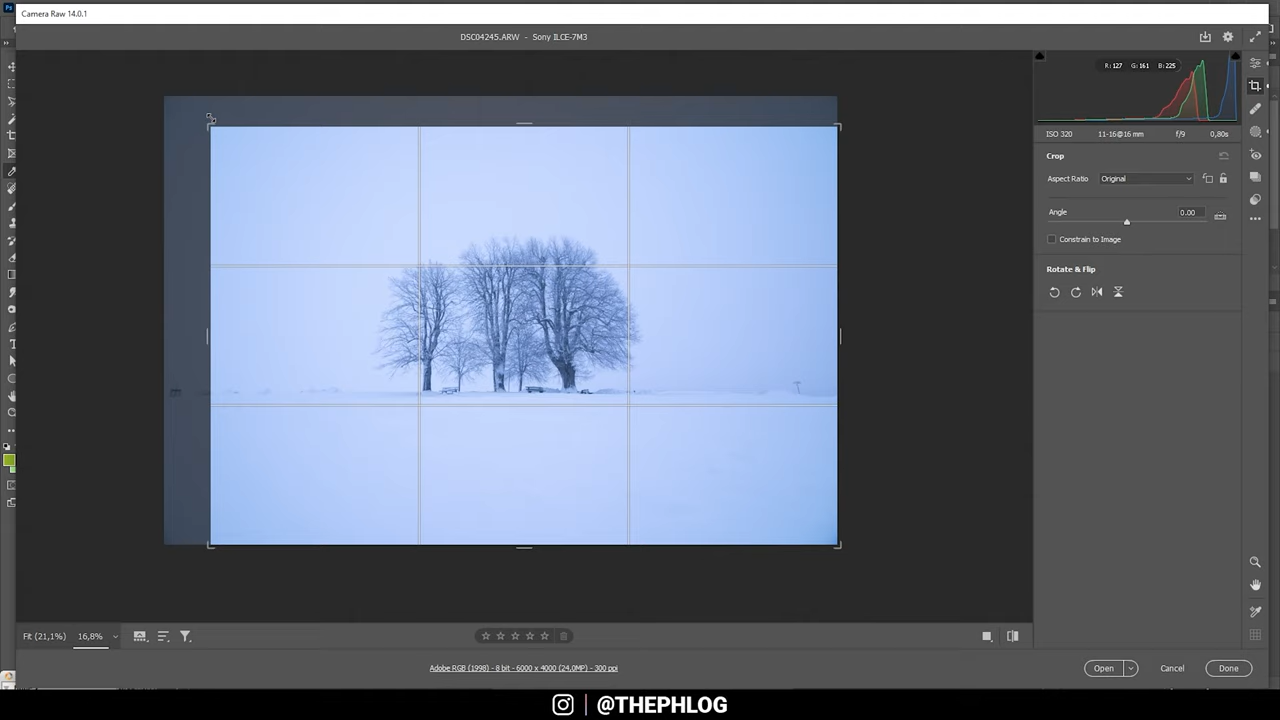 Ps
Camera Raw 14.0.1
DSC04245.ARW - Sony ILCE-7M3
R: 127 G: 161 B: 225
ISO 320 11-16@16 mm f/9 0,80s
Crop
Aspect Ratio Original
Angle 0.00
Constrain to Image
Rotate & Flip
Fit (21,1%) 16,8%
Adobe RGB (1998) - 8 bit - 6000 x 4000 (24,0MP) - 300 ppi
Open Cancel Done
@THEPHLOG